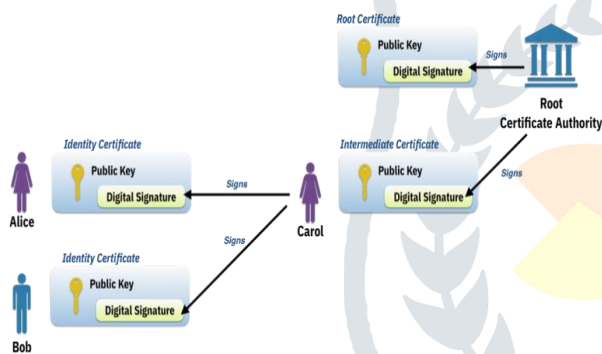 Root Certificate
Public Key
Digital Signature
Signs
Root
Certificate Authority
Identity Certificate
Public Key
Digital Signature
Alice
Signs
Carol
Intermediate Certificate
Public Key
Digital Signature
Signs
Identity Certificate
Public Key
Digital Signature
Signs
Bob